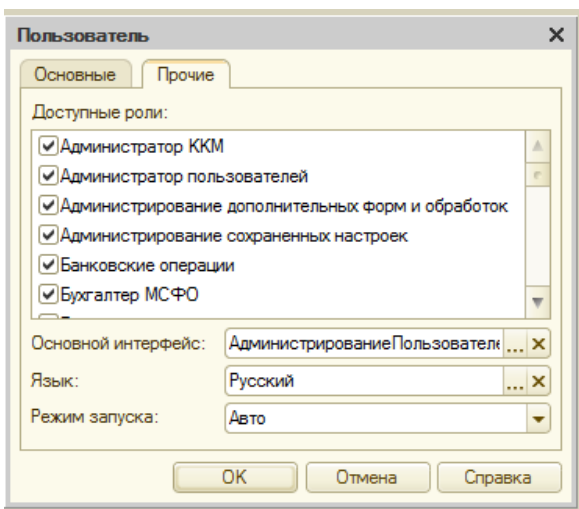 Пользователь
Основные Прочие
Доступные роли:
Администратор ККМ
Администратор пользователей
Администрирование дополнительных форм и обработок
Администрирование сохраненных настроек
Банковские операции
Бухгалтер МСФО
Основной интерфейс: АдминистрированиеПользователе ...
Язык: Русский ...
Режим запуска: Авто
OK Отмена Справка